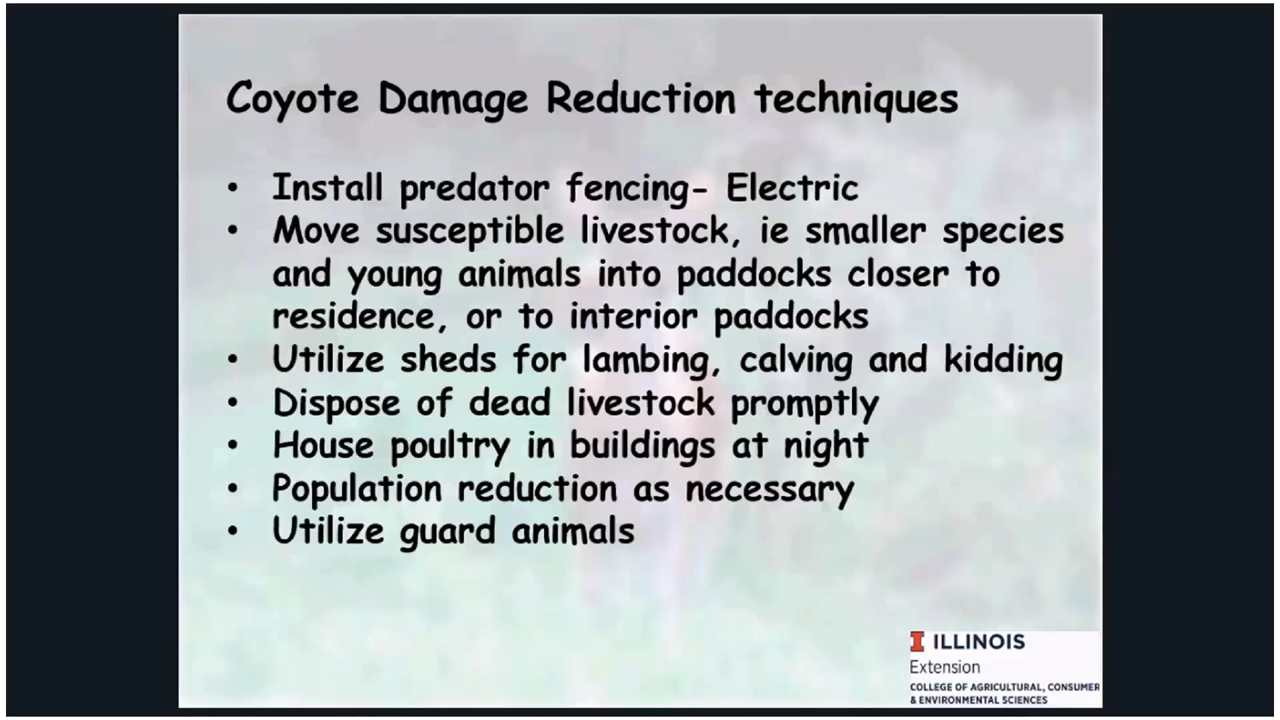 Coyote Damage Reduction techniques
• Install predator fencing- Electric
• Move susceptible livestock, ie smaller species
and young animals into paddocks closer to
residence, or to interior paddocks
• Utilize sheds for lambing, calving and kidding
• Dispose of dead livestock promptly
• House poultry in buildings at night
• Population reduction as necessary
• Utilize guard animals
I ILLINOIS
Extension
COLLEGE OF AGRICULTURAL, CONSUMER
& ENVIRONMENTAL SCIENCES